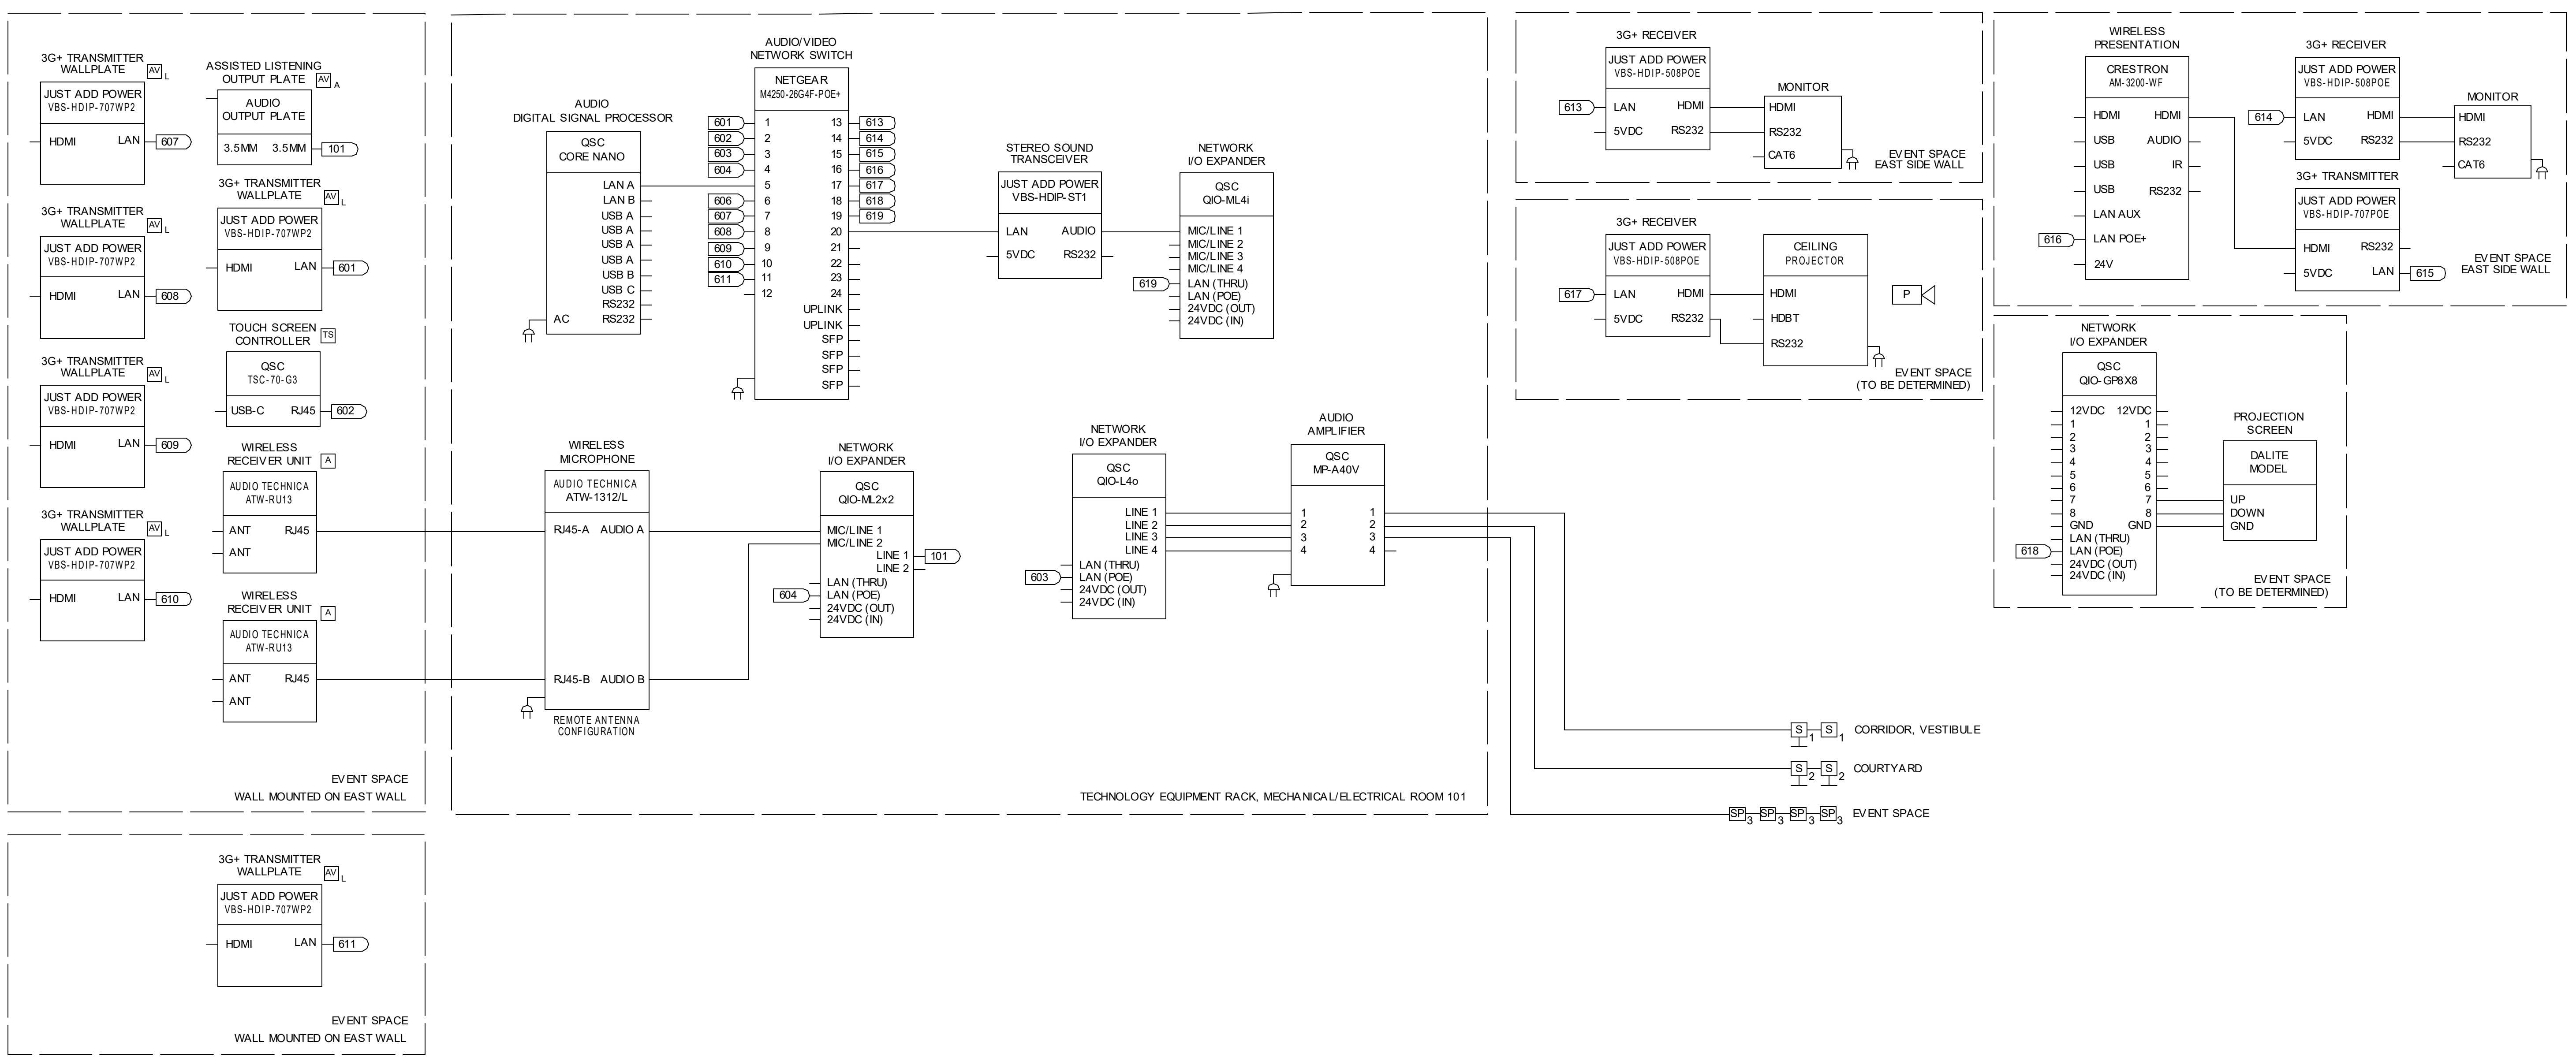 3G+ TRANSMITTER
WALLPLATE
AV
L
JUST ADD POWER
VBS-HDIP-707WP2
HDMI LAN 607
ASSISTED LISTENING
OUTPUT PLATE
AV
A
AUDIO
OUTPUT PLATE
3.5MM 3.5MM 101
3G+ TRANSMITTER
WALLPLATE
AV
L
JUST ADD POWER
VBS-HDIP-707WP2
HDMI LAN 608
3G+ TRANSMITTER
WALLPLATE
AV
L
JUST ADD POWER
VBS-HDIP-707WP2
HDMI LAN 601
TOUCH SCREEN
CONTROLLER
TS
QSC
TSC-70-G3
USB-C RJ45 602
3G+ TRANSMITTER
WALLPLATE
AV
L
JUST ADD POWER
VBS-HDIP-707WP2
HDMI LAN 609
WIRELESS
RECEIVER UNIT
A
AUDIO TECHNICA
ATW-RU13
ANT RJ45
ANT
3G+ TRANSMITTER
WALLPLATE
AV
L
JUST ADD POWER
VBS-HDIP-707WP2
HDMI LAN 610
WIRELESS
RECEIVER UNIT
A
AUDIO TECHNICA
ATW-RU13
ANT RJ45
ANT
EVENT SPACE
WALL MOUNTED ON EAST WALL
3G+ TRANSMITTER
WALLPLATE
AV
L
JUST ADD POWER
VBS-HDIP-707WP2
HDMI LAN 611
EVENT SPACE
WALL MOUNTED ON EAST WALL
AUDIO
DIGITAL SIGNAL PROCESSOR
QSC
CORE NANO
LAN A
LAN B
USB A
USB A
USB A
USB A
USB B
USB C
RS232
AC RS232
AUDIO/VIDEO
NETWORK SWITCH
NETGEAR
M4250-26G4F-POE+
601 1 13 613
602 2 14 614
603 3 15 615
604 4 16 616
5 17 617
606 6 18 618
607 7 19 619
608 8 20
609 9 21
610 10 22
611 11 23
12 24
UPLINK
UPLINK
SFP
SFP
SFP
SFP
STEREO SOUND
TRANSCEIVER
JUST ADD POWER
VBS-HDIP-ST1
LAN AUDIO
5VDC RS232
NETWORK
I/O EXPANDER
QSC
QIO-ML4i
MIC/LINE 1
MIC/LINE 2
MIC/LINE 3
MIC/LINE 4
619 LAN (THRU)
LAN (POE)
24VDC (OUT)
24VDC (IN)
WIRELESS
MICROPHONE
AUDIO TECHNICA
ATW-1312/L
RJ45-A AUDIO A
RJ45-B AUDIO B
REMOTE ANTENNA
CONFIGURATION
NETWORK
I/O EXPANDER
QSC
QIO-ML2x2
MIC/LINE 1
MIC/LINE 2
LINE 1 101
LINE 2
LAN (THRU)
604 LAN (POE)
24VDC (OUT)
24VDC (IN)
NETWORK
I/O EXPANDER
QSC
QIO-L4o
LINE 1
LINE 2
LINE 3
LINE 4
LAN (THRU)
603 LAN (POE)
24VDC (OUT)
24VDC (IN)
AUDIO
AMPLIFIER
QSC
MP-A40V
1 1
2 2
3 3
4 4
TECHNOLOGY EQUIPMENT RACK, MECHANICAL/ELECTRICAL ROOM 101
3G+ RECEIVER
JUST ADD POWER
VBS-HDIP-508POE
613 LAN HDMI
5VDC RS232
MONITOR
HDMI
RS232
CAT6
EVENT SPACE
EAST SIDE WALL
3G+ RECEIVER
JUST ADD POWER
VBS-HDIP-508POE
617 LAN HDMI
5VDC RS232
CEILING
PROJECTOR
HDMI
HDBT
RS232
P
EVENT SPACE
(TO BE DETERMINED)
WIRELESS
PRESENTATION
CRESTRON
AM-3200-WF
HDMI HDMI
USB AUDIO
USB IR
USB RS232
LAN AUX
616 LAN POE+
24V
3G+ RECEIVER
JUST ADD POWER
VBS-HDIP-508POE
614 LAN HDMI
5VDC RS232
MONITOR
HDMI
RS232
CAT6
3G+ TRANSMITTER
JUST ADD POWER
VBS-HDIP-707POE
HDMI RS232
5VDC LAN 615
EVENT SPACE
EAST SIDE WALL
NETWORK
I/O EXPANDER
QSC
QIO-GP8X8
12VDC 12VDC
1 1
2 2
3 3
4 4
5 5
6 6
7 7
8 8
GND GND
LAN (THRU)
618 LAN (POE)
24VDC (OUT)
24VDC (IN)
PROJECTION
SCREEN
DALITE
MODEL
UP
DOWN
GND
EVENT SPACE
(TO BE DETERMINED)
S 1 S 1 CORRIDOR, VESTIBULE
S 2 S 2 COURTYARD
SP 3 SP 3 SP 3 SP 3 EVENT SPACE